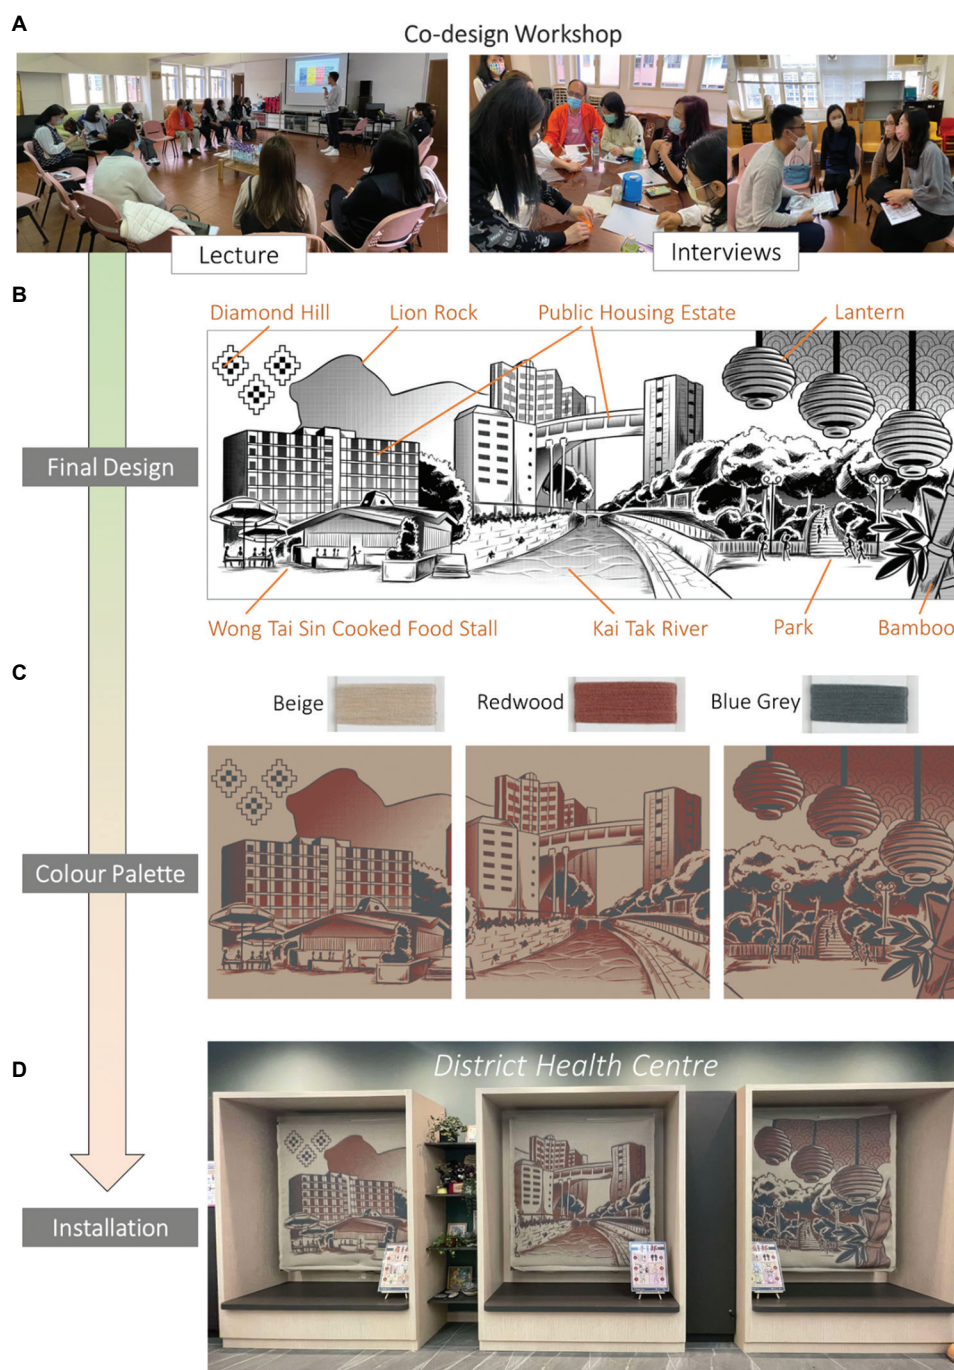 A
Co-design Workshop
Lecture
Interviews
B
Diamond Hill
Lion Rock
Public Housing Estate
Lantern
Final Design
Wong Tai Sin Cooked Food Stall
Kai Tak River
Park
Bamboo
C
Beige
Redwood
Blue Grey
Colour Palette
D
District Health Centre
Installation